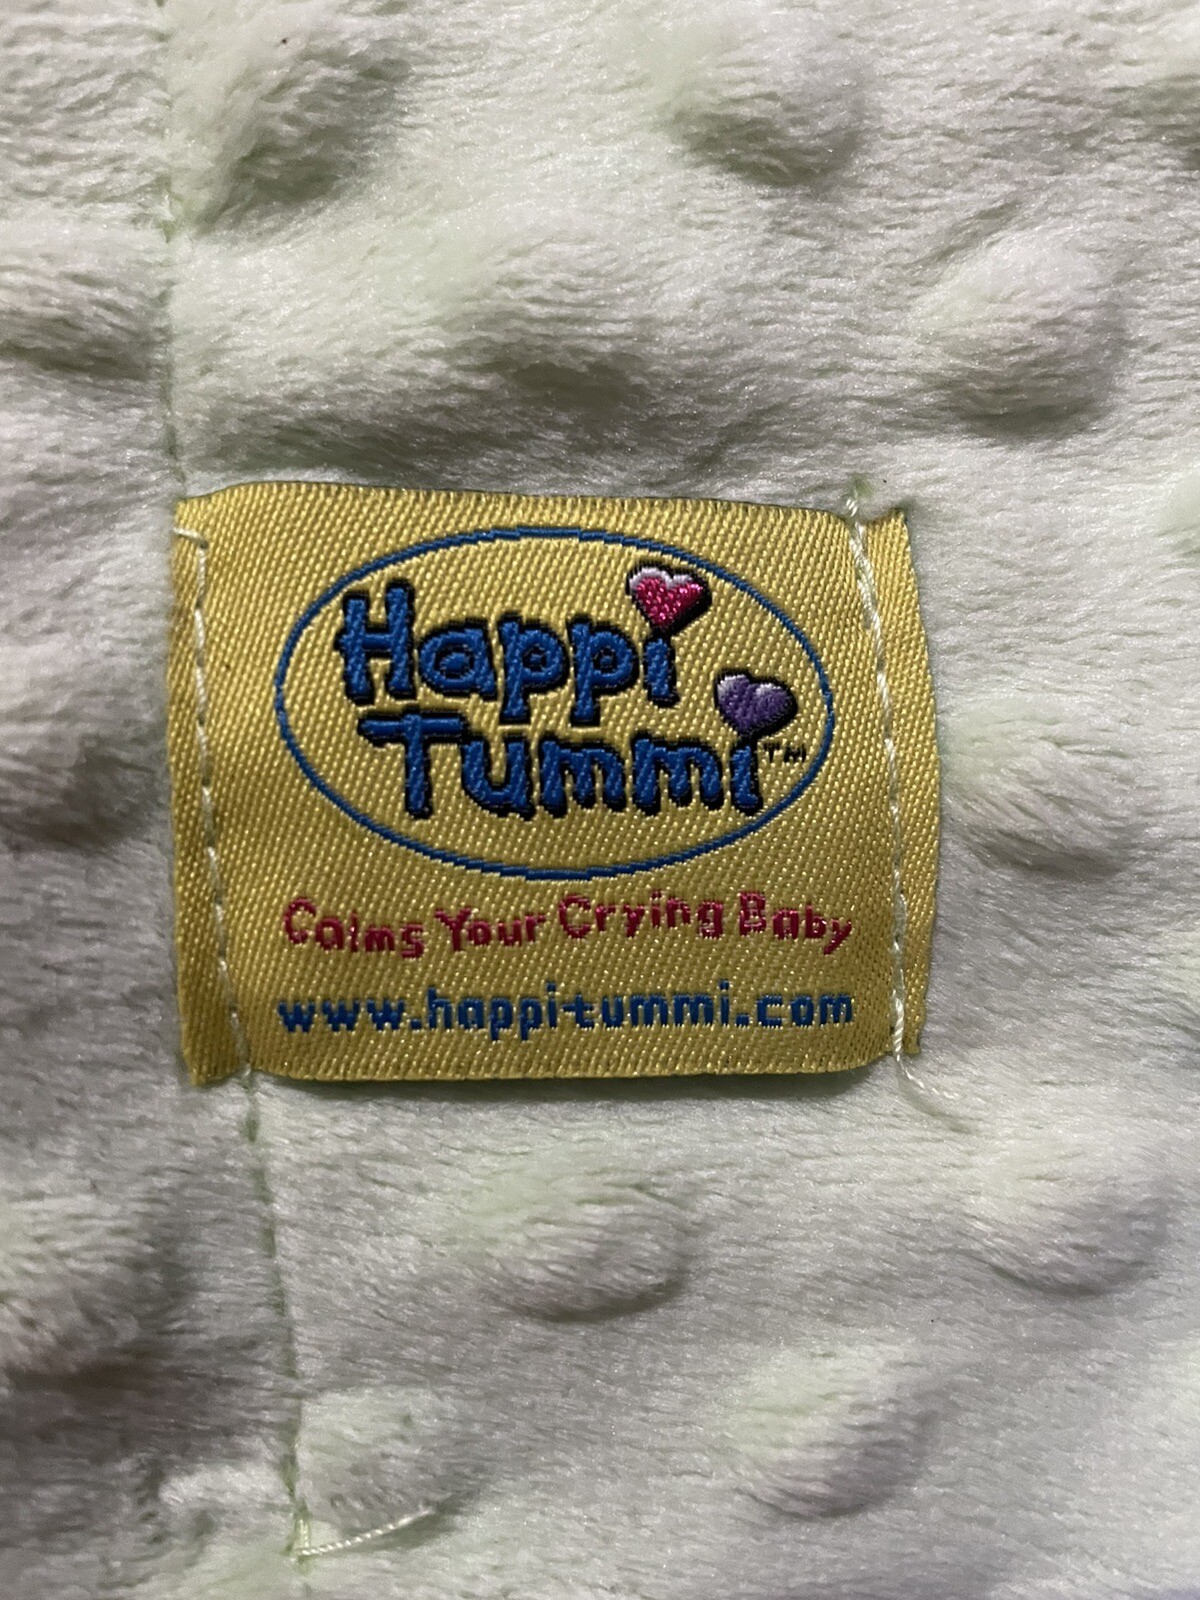 Happi
Tummi™
Calms Your Crying Baby
www.happi-tummi.com